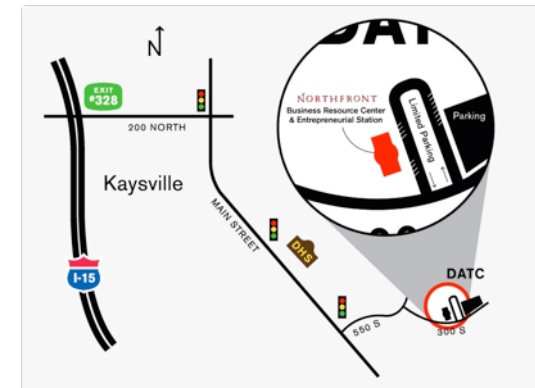 N
EXIT
#328
200 NORTH
Kaysville
I-15
MAIN STREET
DHS
550 S
300 S
DATC
DAT
NORTHFRONT
Business Resource Center
& Entrepreneurial Station
Limited Parking
Parking